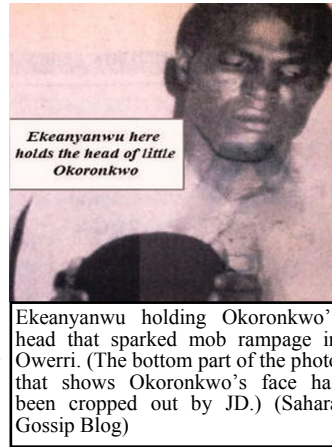 Ekeanyanwu here
holds the head of little
Okoronkwo
Ekeanyanwu holding Okoronkwo'
head that sparked mob rampage in
Owerri. (The bottom part of the photo
that shows Okoronkwo's face ha
been cropped out by JD.) (Sahara
Gossip Blog)